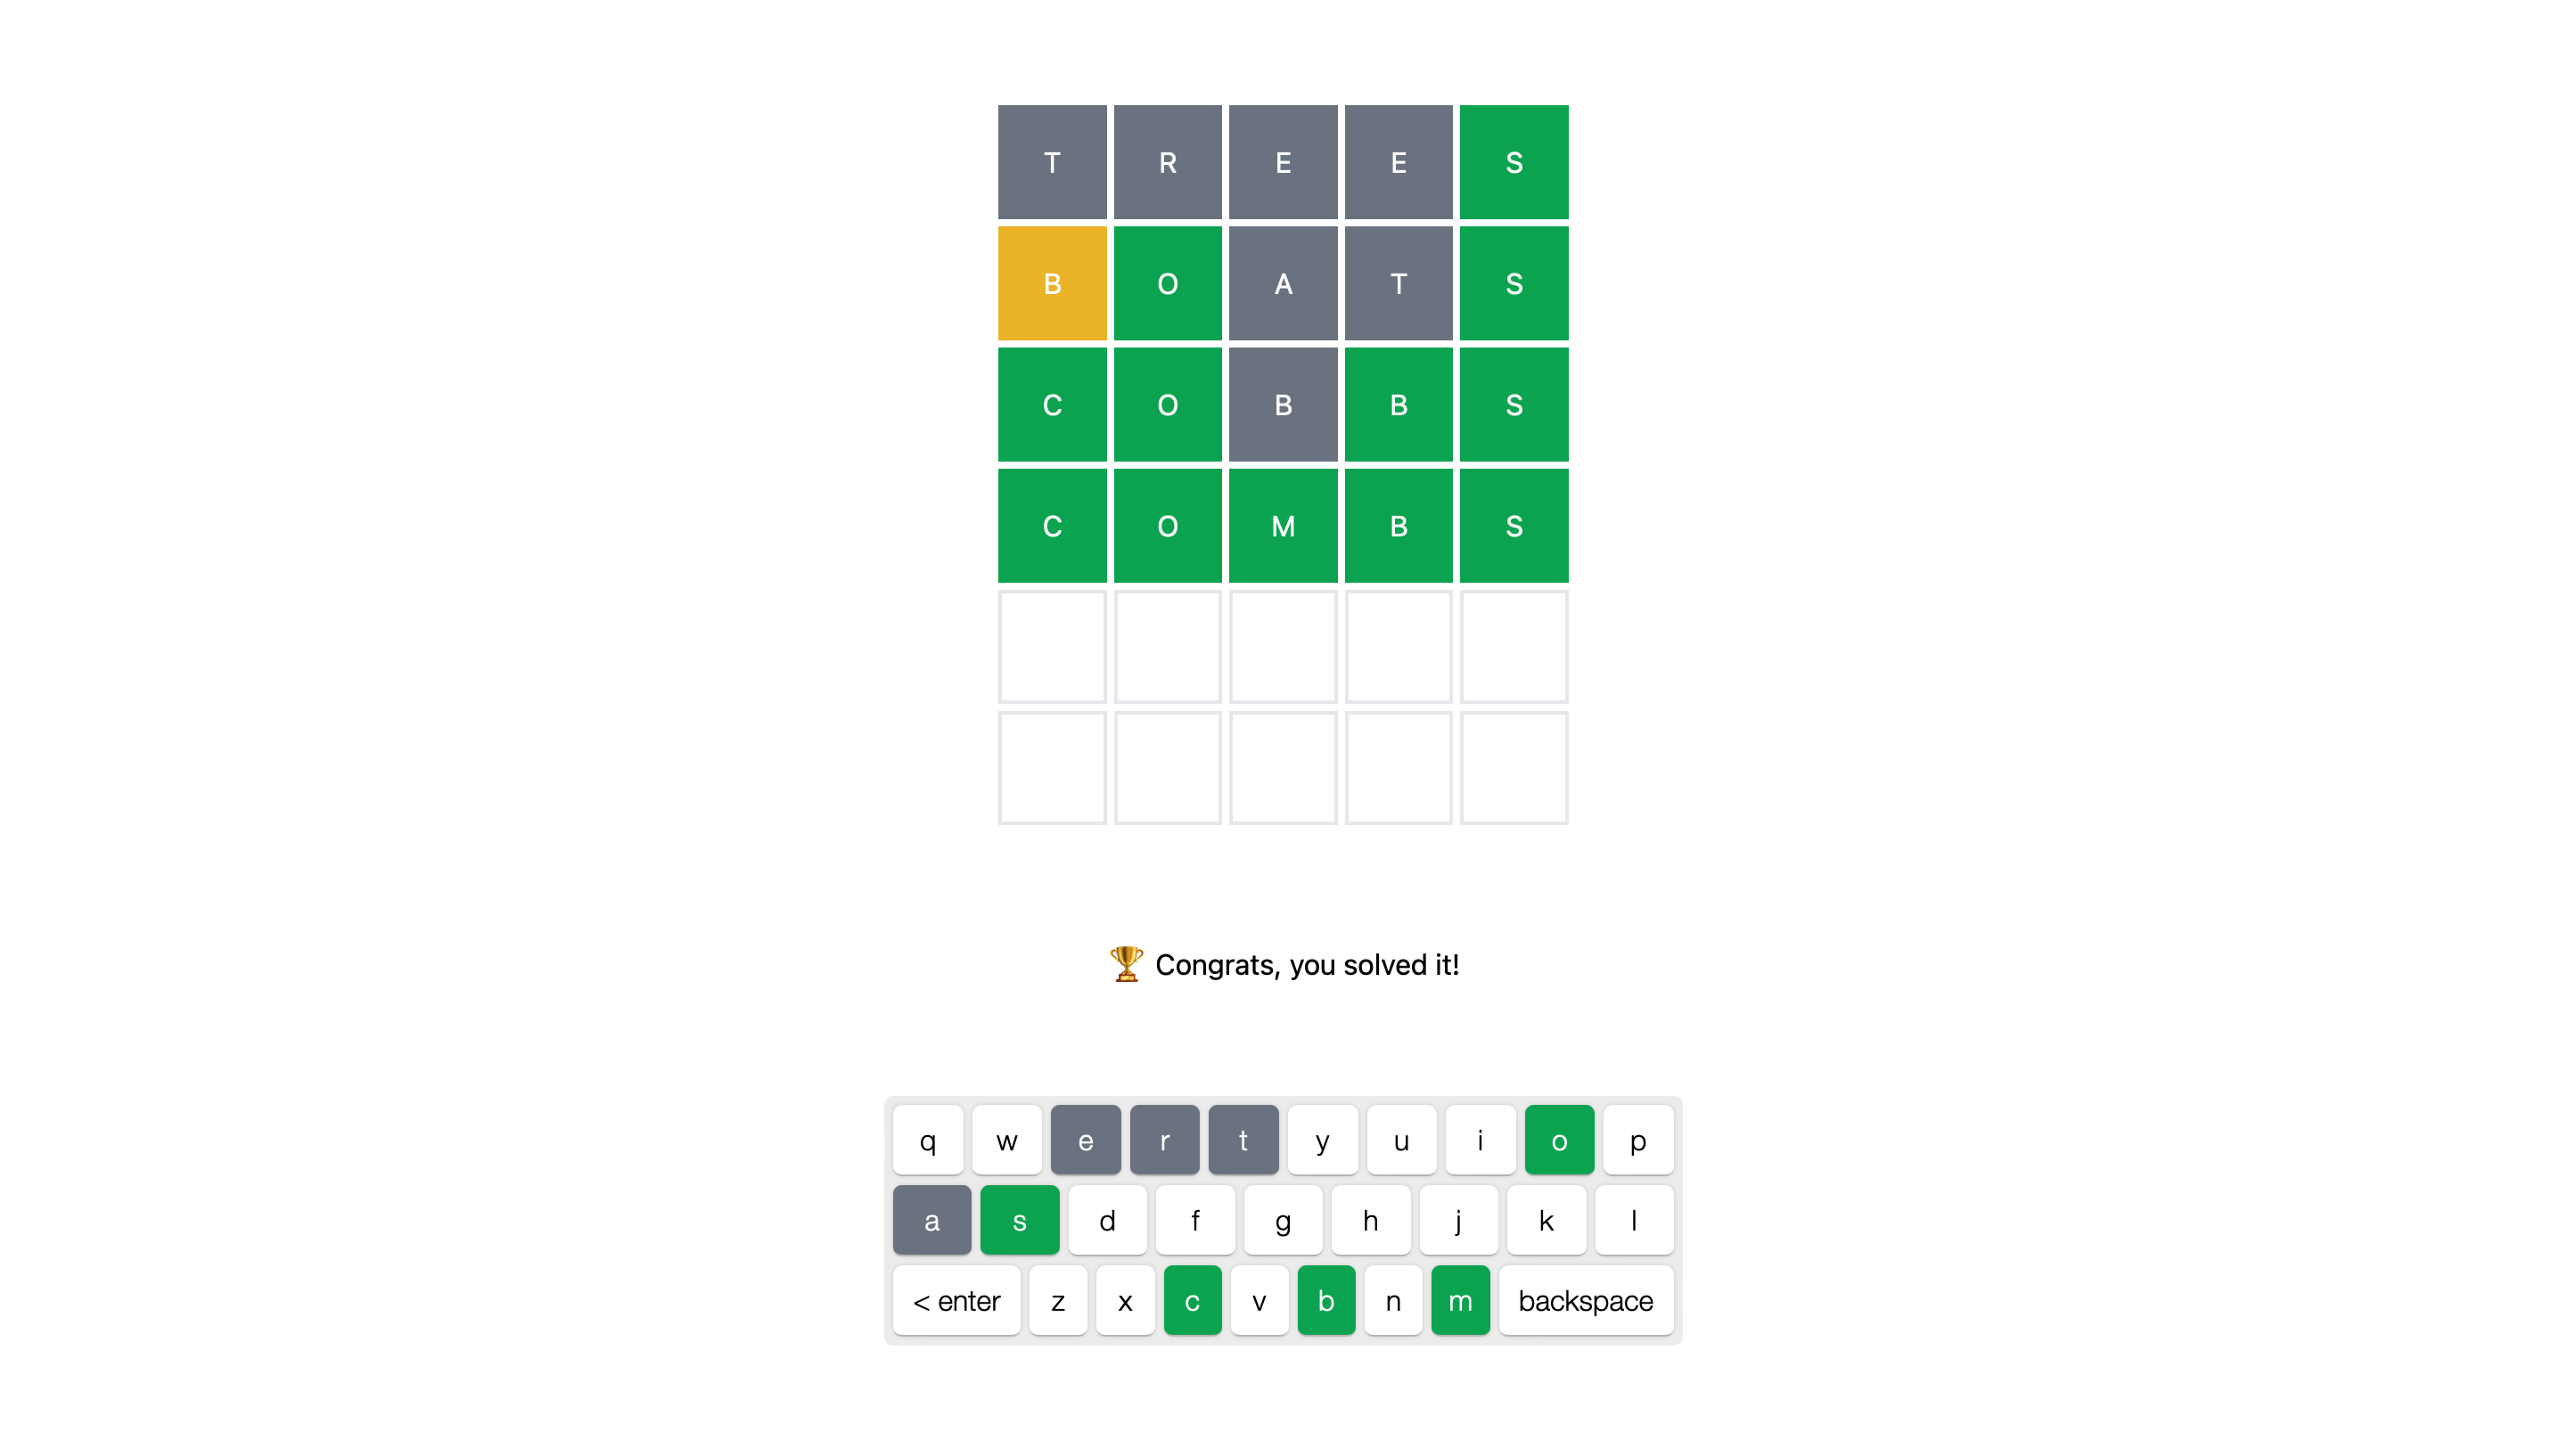 T R E E S
B O A T S
C O B B S
C O M B S
🏆 Congrats, you solved it!
q w e r t y u i o p
a s d f g h j k l
< enter z x c v b n m backspace